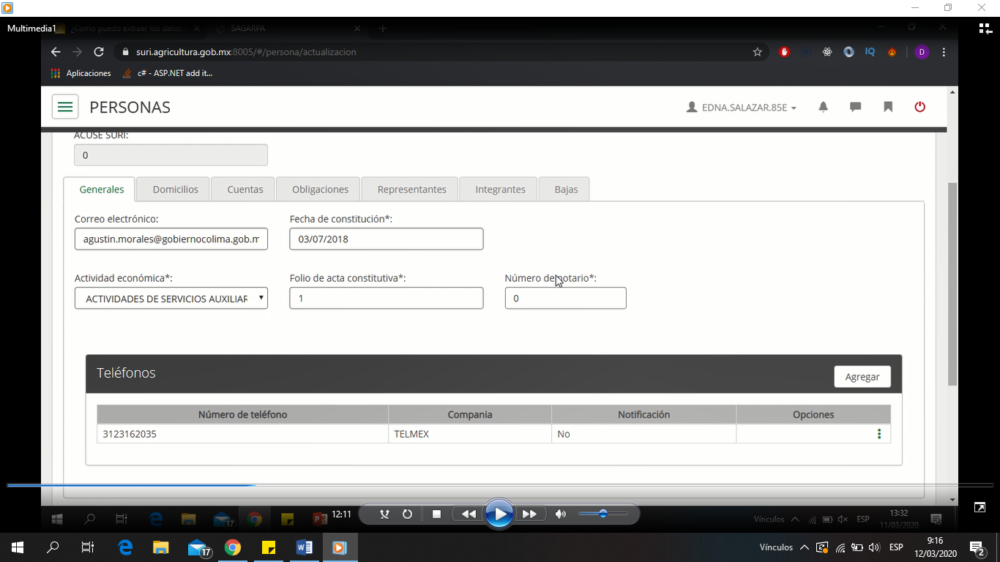 Multimedia1
¿Como puedo extraer los datos
SAGARPA
suri.agricultura.gob.mx:8005/#/persona/actualizacion
IQ
D
Aplicaciones
c# - ASP.NET add it...
PERSONAS
EDNA.SALAZAR.85E
ACUSE SURI:
0
Generales
Domicilios
Cuentas
Obligaciones
Representantes
Integrantes
Bajas
Correo electrónico:
Fecha de constitución*:
agustin.morales@gobiernocolima.gob.m
03/07/2018
Actividad económica*:
Folio de acta constitutiva*:
Número de notario*:
ACTIVIDADES DE SERVICIOS AUXILIAR
1
0
Teléfonos
Agregar
Número de teléfono
Compania
Notificación
Opciones
3123162035
TELMEX
No
17
12:11
Vínculos
ESP
13:32
11/03/2020
17
Vínculos
ESP
9:16
12/03/2020
2